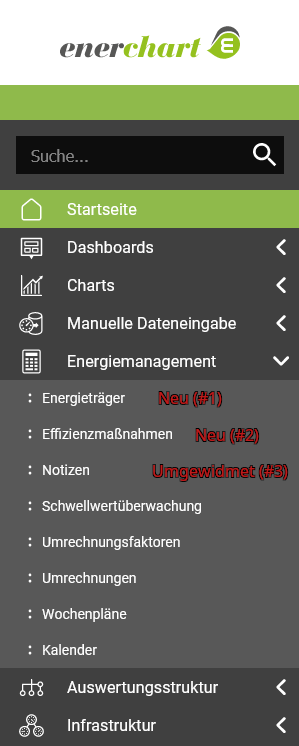 enerchart
Suche...
Startseite
Dashboards
Charts
Manuelle Dateneingabe
Energiemanagement
Energieträger Neu (#1)
Effizienzmaßnahmen Neu (#2)
Notizen Umgewidmet (#3)
Schwellwertüberwachung
Umrechnungsfaktoren
Umrechnungen
Wochenpläne
Kalender
Auswertungsstruktur
Infrastruktur